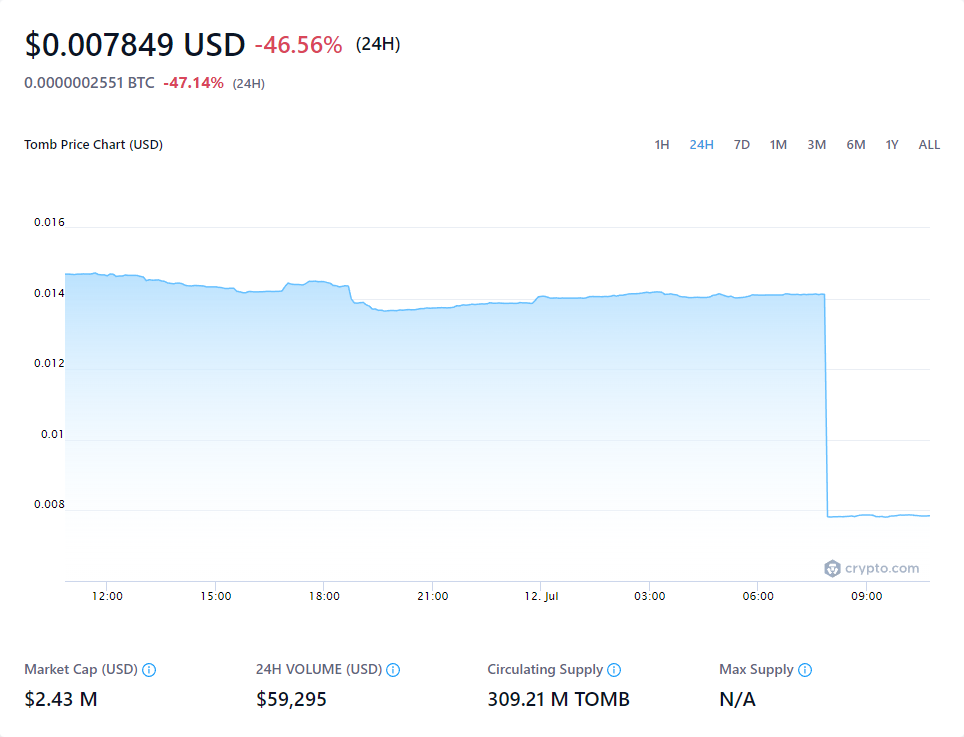 $0.007849 USD -46.56% (24H)
0.0000002551 BTC -47.14% (24H)
Tomb Price Chart (USD) 1H 24H 7D 1M 3M 6M 1Y ALL
0.016
0.014
0.012
0.01
0.008
crypto.com
12:00 15:00 18:00 21:00 12. Jul 03:00 06:00 09:00
Market Cap (USD) 24H VOLUME (USD) Circulating Supply Max Supply
$2.43 M $59,295 309.21 M TOMB N/A